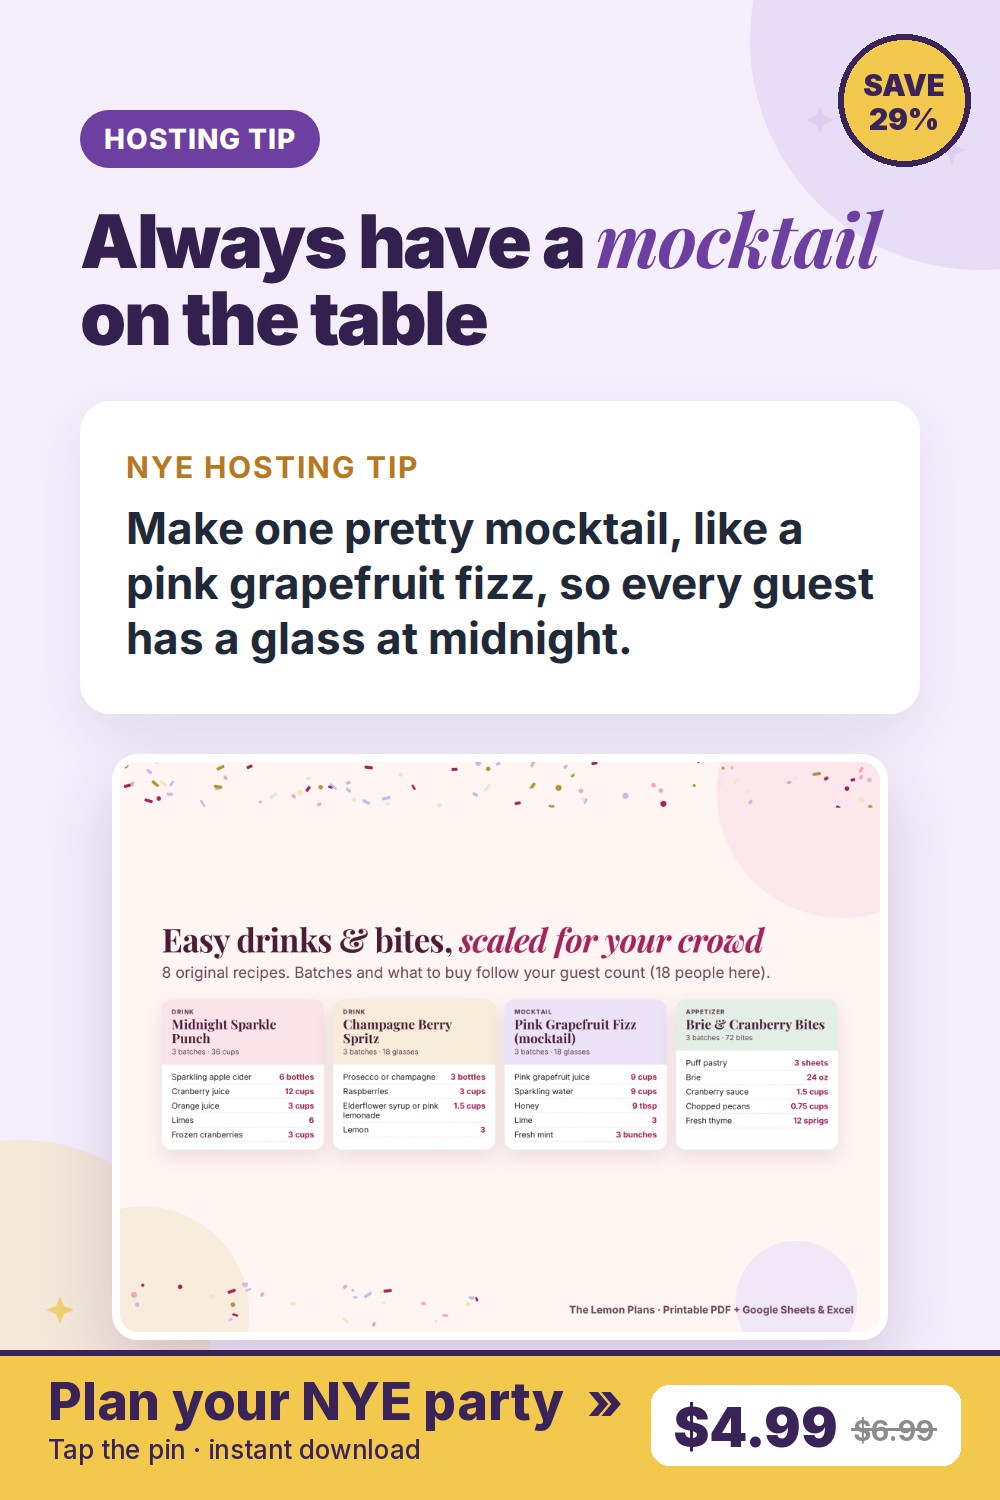 SAVE
29%
HOSTING TIP
Always have a mocktail
on the table
NYE HOSTING TIP
Make one pretty mocktail, like a
pink grapefruit fizz, so every guest
has a glass at midnight.
Easy drinks & bites, scaled for your crowd
8 original recipes. Batches and what to buy follow your guest count (18 people here).
DRINK
Midnight Sparkle
Punch
3 batches · 36 cups
Sparkling apple cider 6 bottles
Cranberry juice 12 cups
Orange juice 3 cups
Limes 6
Frozen cranberries 3 cups
DRINK
Champagne Berry
Spritz
3 batches · 18 glasses
Prosecco or champagne 3 bottles
Raspberries 3 cups
Elderflower syrup or pink 1.5 cups
lemonade
Lemon 3
MOCKTAIL
Pink Grapefruit Fizz
(mocktail)
3 batches · 18 glasses
Pink grapefruit juice 9 cups
Sparkling water 9 cups
Honey 9 tbsp
Lime 3
Fresh mint 3 bunches
APPETIZER
Brie & Cranberry Bites
3 batches · 72 bites
Puff pastry 3 sheets
Brie 24 oz
Cranberry sauce 1.5 cups
Chopped pecans 0.75 cups
Fresh thyme 12 sprigs
The Lemon Plans · Printable PDF + Google Sheets & Excel
Plan your NYE party »
Tap the pin · instant download
$4.99 $6.99